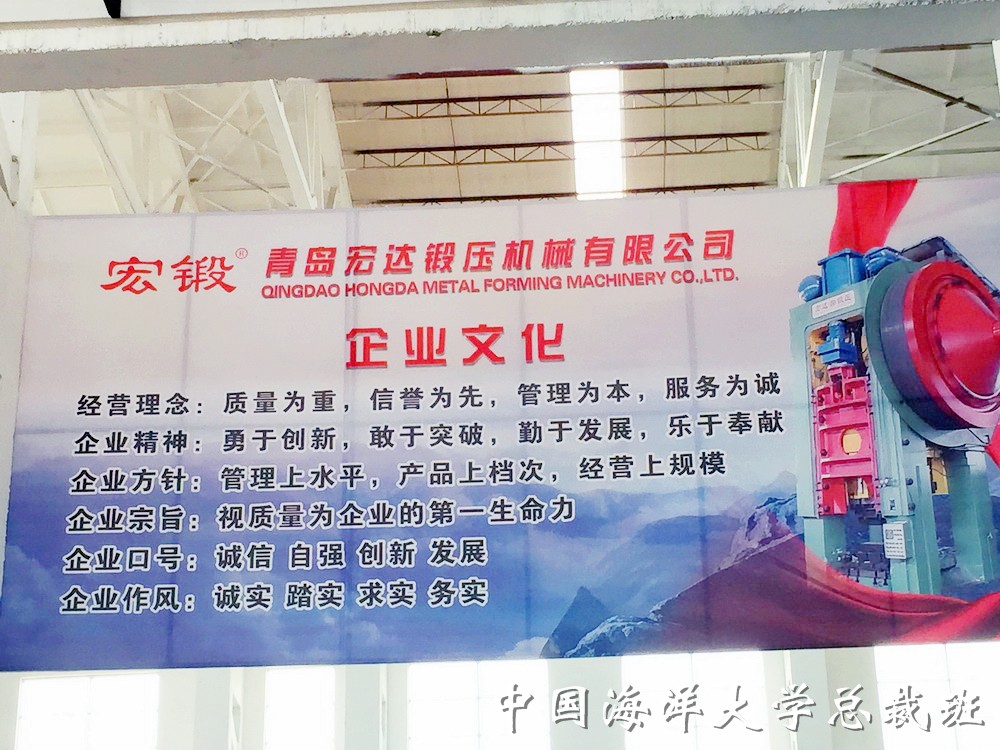 宏锻® 青岛宏达锻压机械有限公司
QINGDAO HONGDA METAL FORMING MACHINERY CO.,LTD.
企业文化
经营理念：质量为重，信誉为先，管理为本，服务为诚
企业精神：勇于创新，敢于突破，勤于发展，乐于奉献
企业方针：管理上水平，产品上档次，经营上规模
企业宗旨：视质量为企业的第一生命力
企业口号：诚信 自强 创新 发展
企业作风：诚实 踏实 求实 务实
中国海洋大学总裁班